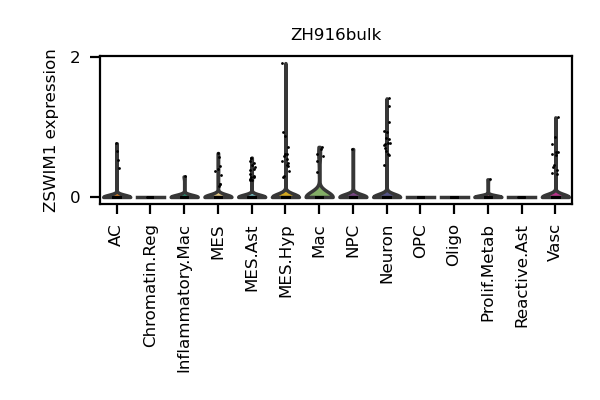 ZH916bulk
ZSWIM1 expression
2
0
AC
Chromatin.Reg
Inflammatory.Mac
MES
MES.Ast
MES.Hyp
Mac
NPC
Neuron
OPC
Oligo
Prolif.Metab
Reactive.Ast
Vasc